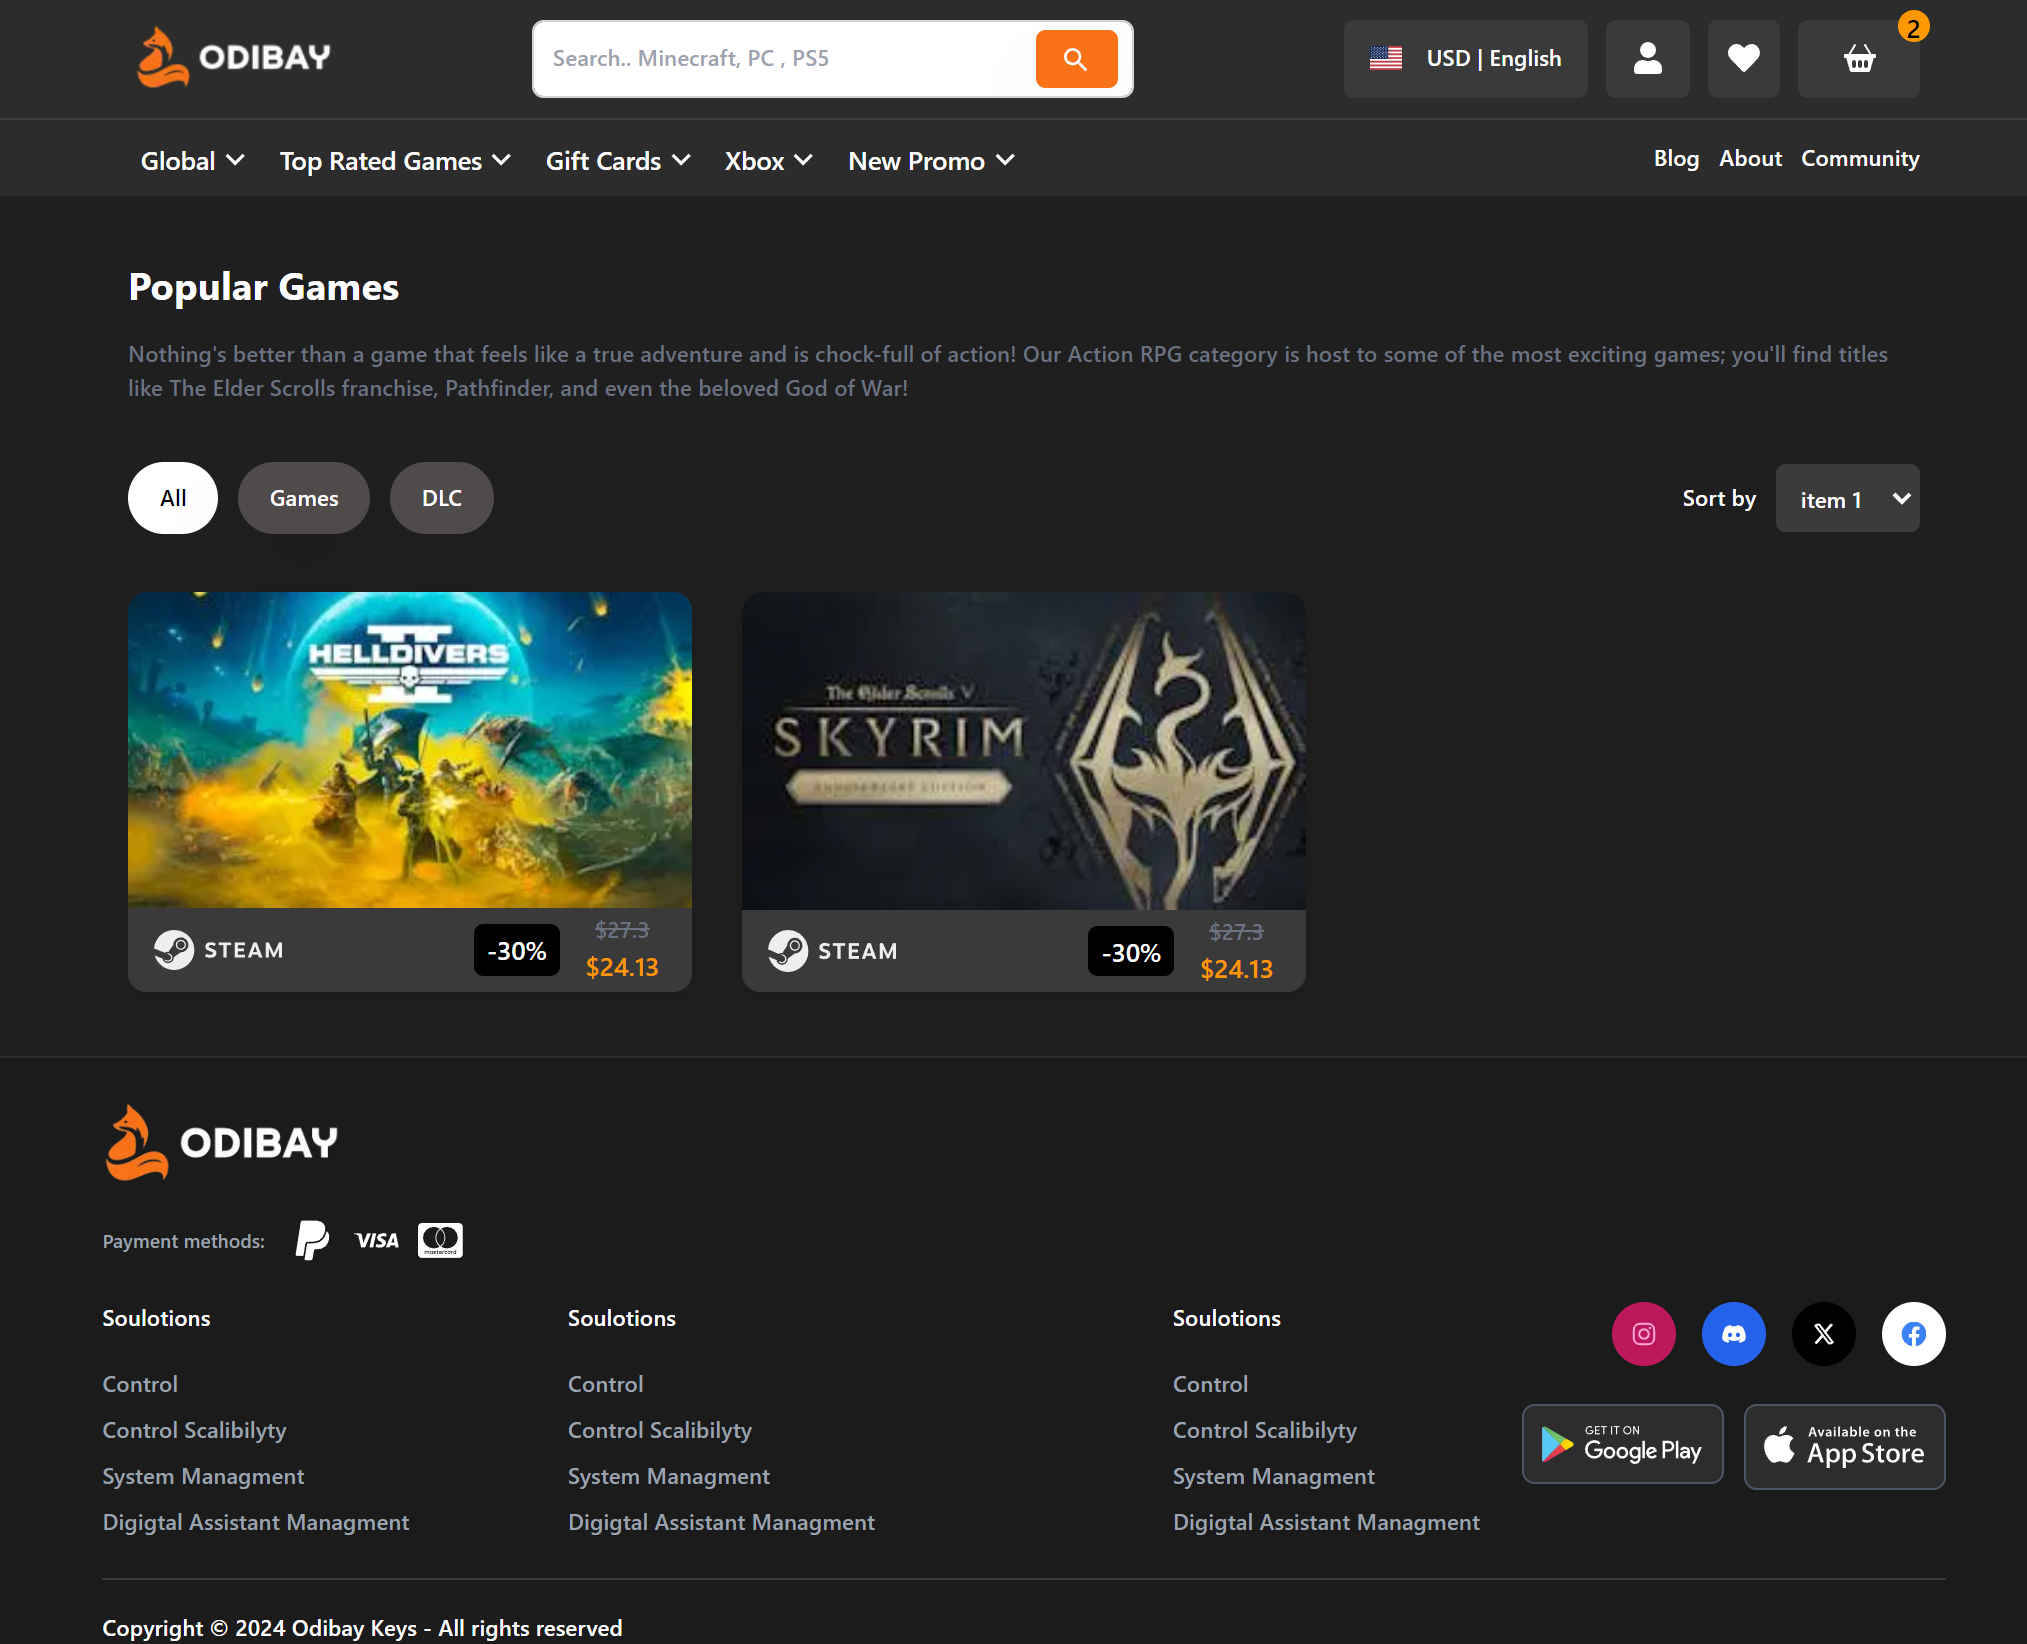 ODIBAY
Search.. Minecraft, PC , PS5
USD | English
2
Global
Top Rated Games
Gift Cards
Xbox
New Promo
Blog
About
Community
Popular Games
Nothing's better than a game that feels like a true adventure and is chock-full of action! Our Action RPG category is host to some of the most exciting games; you'll find titles
like The Elder Scrolls franchise, Pathfinder, and even the beloved God of War!
All
Games
DLC
Sort by
item 1
II
HELLDIVERS
STEAM
-30%
$27.3
$24.13
The Elder Scrolls V
SKYRIM
ANNIVERSARY EDITION
STEAM
-30%
$27.3
$24.13
ODIBAY
Payment methods:
VISA
mastercard
Soulotions
Control
Control Scalibilyty
System Managment
Digigtal Assistant Managment
Soulotions
Control
Control Scalibilyty
System Managment
Digigtal Assistant Managment
Soulotions
Control
Control Scalibilyty
System Managment
Digigtal Assistant Managment
GET IT ON
Google Play
Available on the
App Store
Copyright © 2024 Odibay Keys - All rights reserved